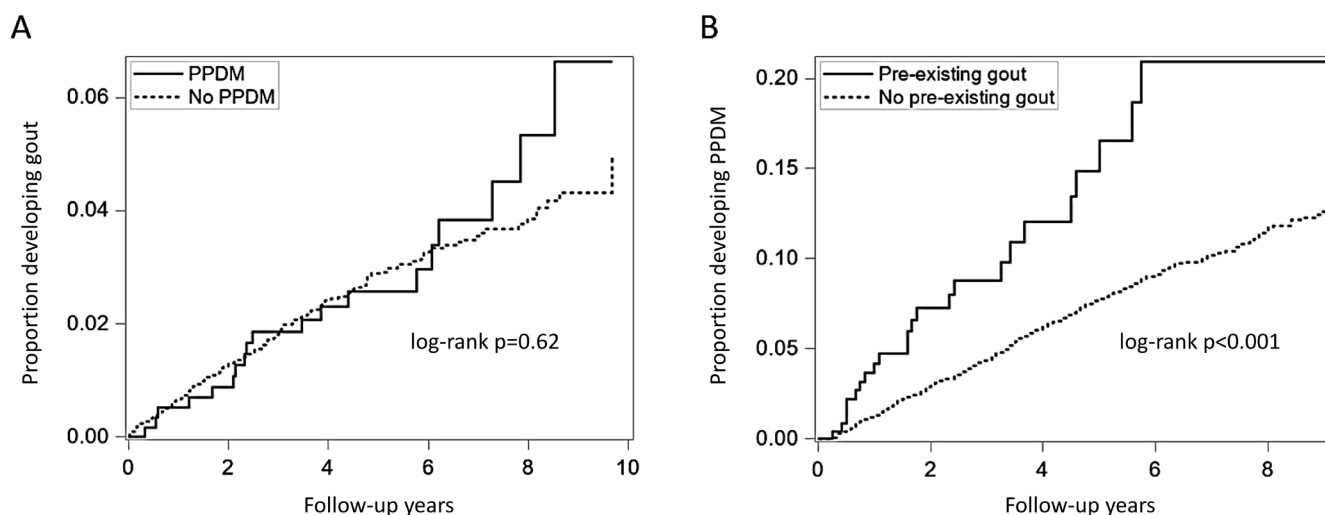 A
PPDM
No PPDM
Proportion developing gout
0.06
0.04
0.02
0.00
log-rank p=0.62
0 2 4 6 8 10
Follow-up years
B
Pre-existing gout
No pre-existing gout
Proportion developing PPDM
0.20
0.15
0.10
0.05
0.00
log-rank p<0.001
0 2 4 6 8
Follow-up years